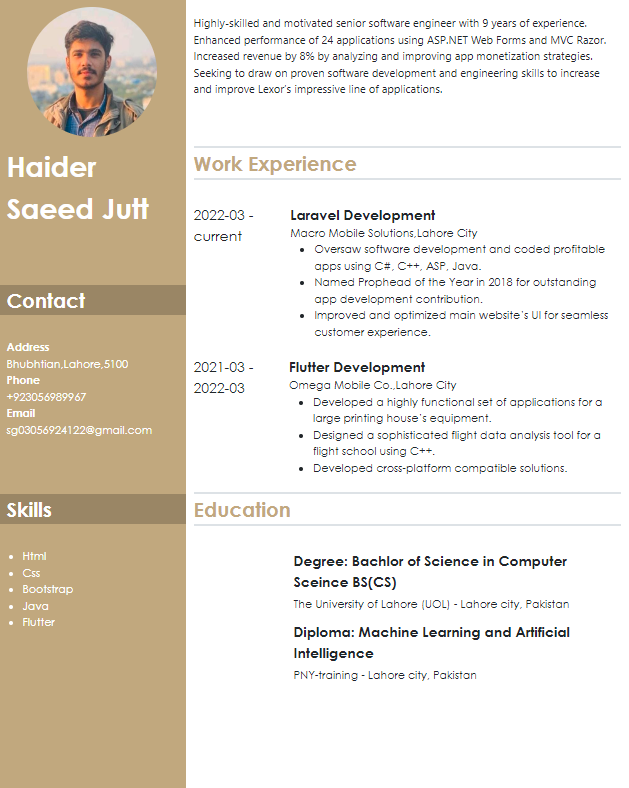 Haider
Saeed Jutt
Contact
Address
Bhubhtian,Lahore,5100
Phone
+923056989967
Email
sg03056924122@gmail.com
Skills
Html
Css
Bootstrap
Java
Flutter
Highly-skilled and motivated senior software engineer with 9 years of experience.
Enhanced performance of 24 applications using ASP.NET Web Forms and MVC Razor.
Increased revenue by 8% by analyzing and improving app monetization strategies.
Seeking to draw on proven software development and engineering skills to increase
and improve Lexor's impressive line of applications.
Work Experience
2022-03 -
current
Laravel Development
Macro Mobile Solutions,Lahore City
Oversaw software development and coded profitable
apps using C#, C++, ASP, Java.
Named Prophead of the Year in 2018 for outstanding
app development contribution.
Improved and optimized main website's UI for seamless
customer experience.
2021-03 -
2022-03
Flutter Development
Omega Mobile Co.,Lahore City
Developed a highly functional set of applications for a
large printing house's equipment.
Designed a sophisticated flight data analysis tool for a
flight school using C++.
Developed cross-platform compatible solutions.
Education
Degree: Bachlor of Science in Computer
Sceince BS(CS)
The University of Lahore (UOL) - Lahore city, Pakistan
Diploma: Machine Learning and Artificial
Intelligence
PNY-training - Lahore city, Pakistan